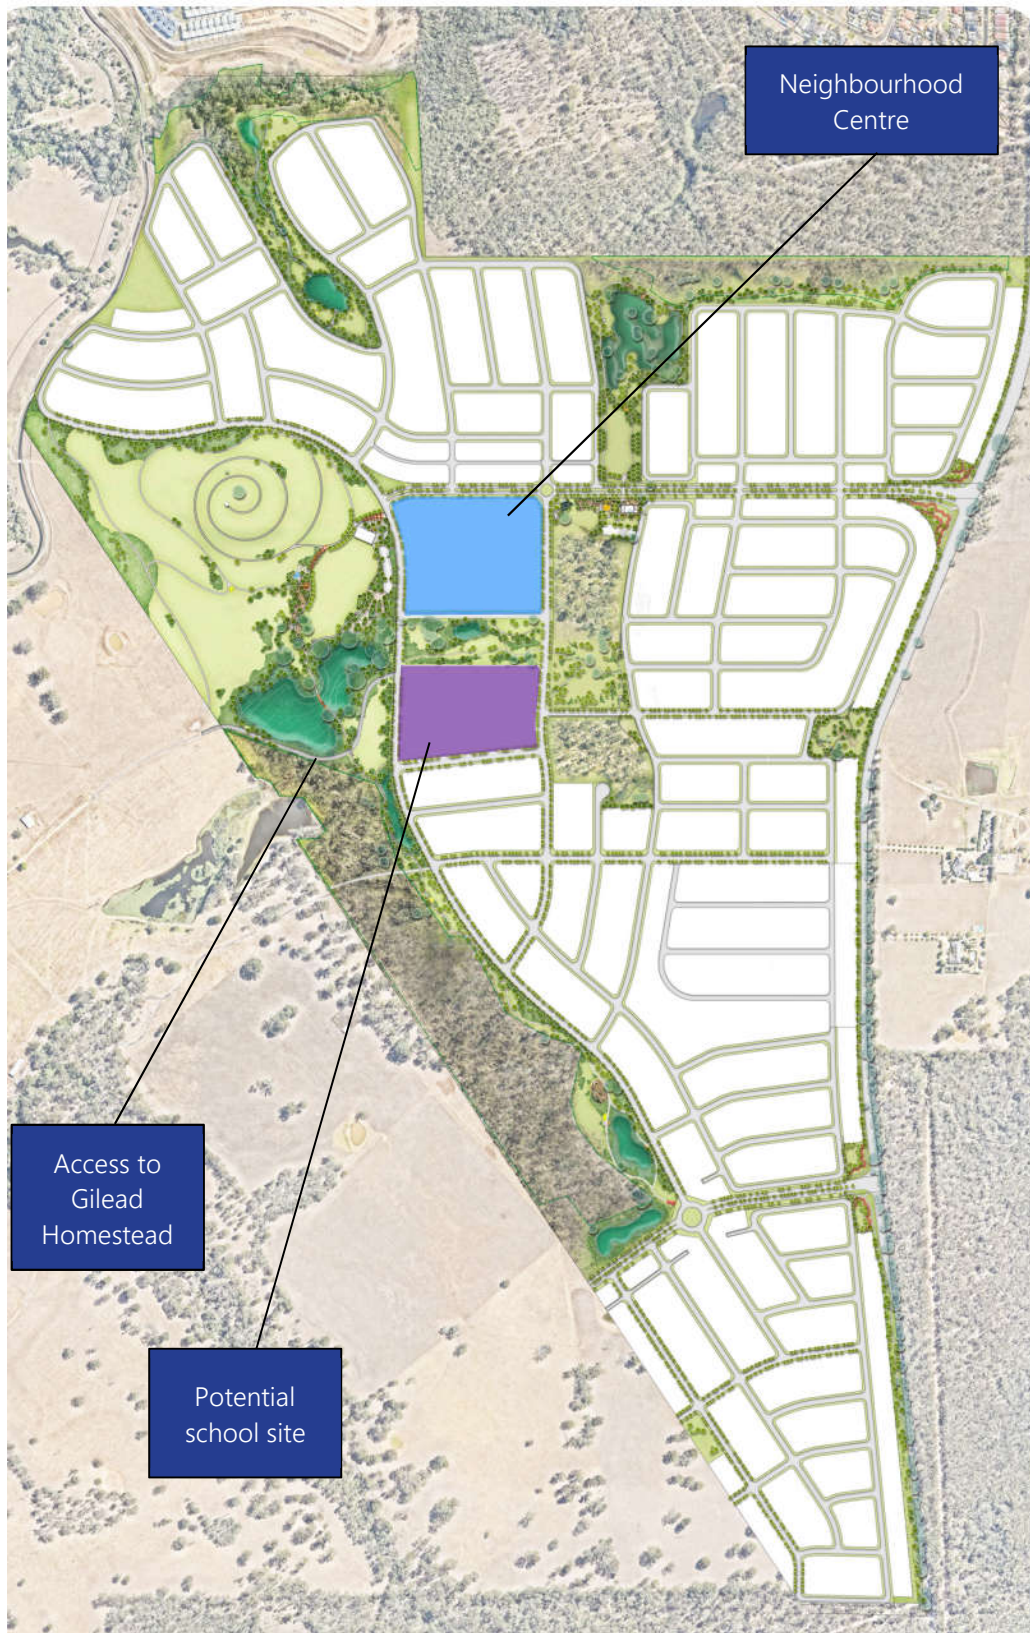 Neighbourhood
Centre
Access to
Gilead
Homestead
Potential
school site